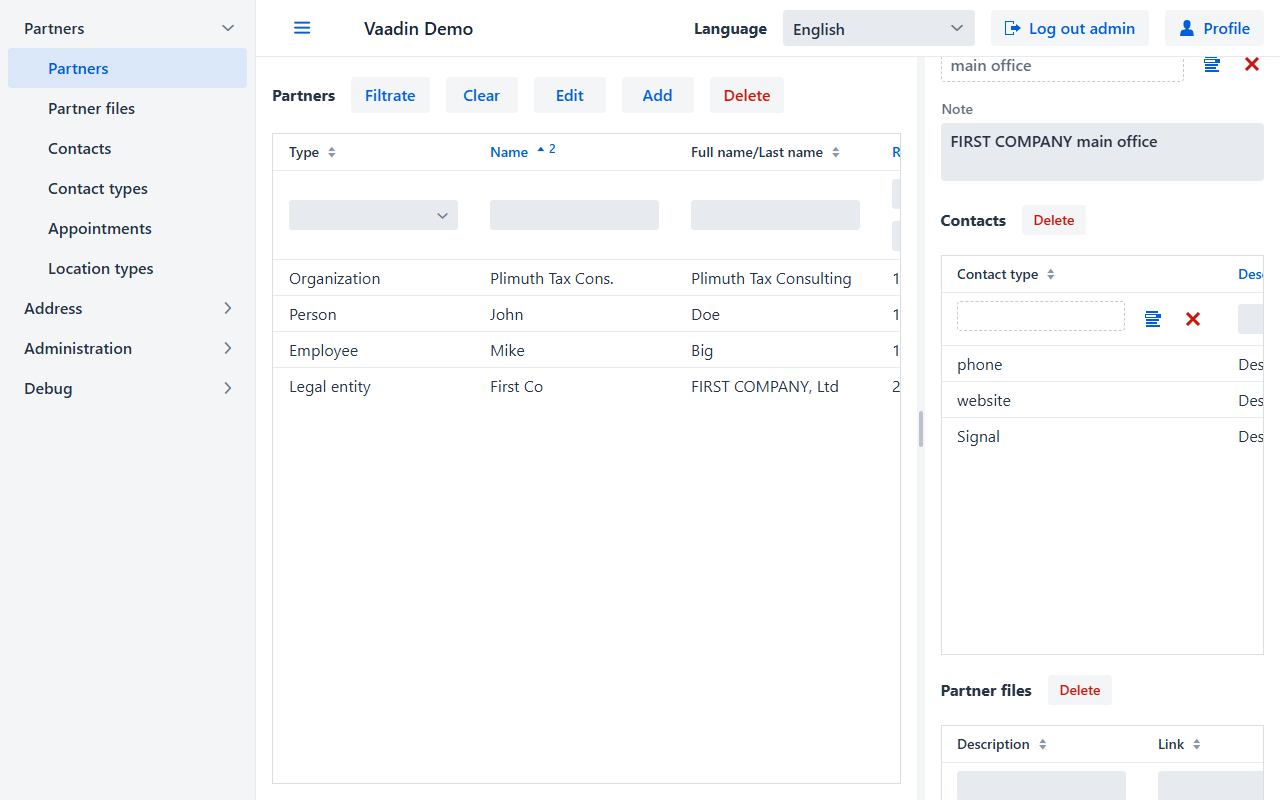 Partners
Partners
Partner files
Contacts
Contact types
Appointments
Location types
Address
Administration
Debug
Vaadin Demo
Language
English
Log out admin
Profile
Partners
Filtrate
Clear
Edit
Add
Delete
Type
Name
2
Full name/Last name
R
Organization
Plimuth Tax Cons.
Plimuth Tax Consulting
1
Person
John
Doe
1
Employee
Mike
Big
1
Legal entity
First Co
FIRST COMPANY, Ltd
2
main office
Note
FIRST COMPANY main office
Contacts
Delete
Contact type
Des
phone
Des
website
Des
Signal
Des
Partner files
Delete
Description
Link